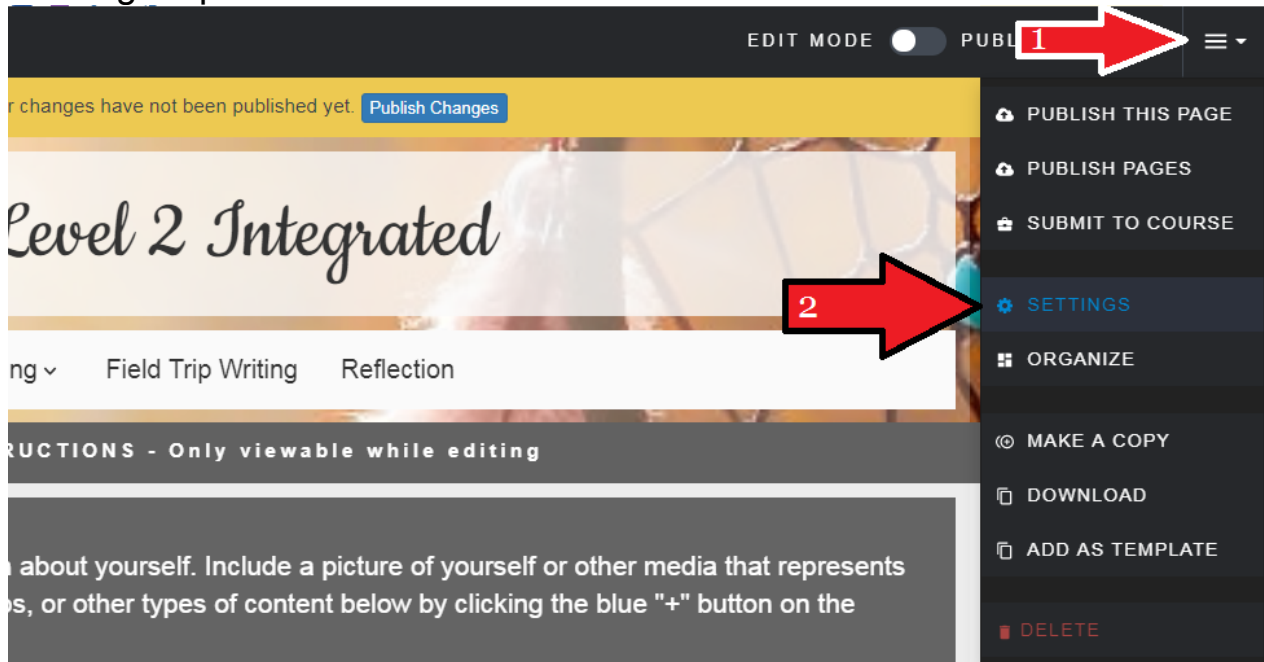 EDIT MODE PUBL 1
r changes have not been published yet. Publish Changes
PUBLISH THIS PAGE
PUBLISH PAGES
SUBMIT TO COURSE
Level 2 Integrated
2
SETTINGS
ORGANIZE
ng Field Trip Writing Reflection
RUCTIONS - Only viewable while editing
MAKE A COPY
DOWNLOAD
ADD AS TEMPLATE
about yourself. Include a picture of yourself or other media that represents
os, or other types of content below by clicking the blue "+" button on the
DELETE